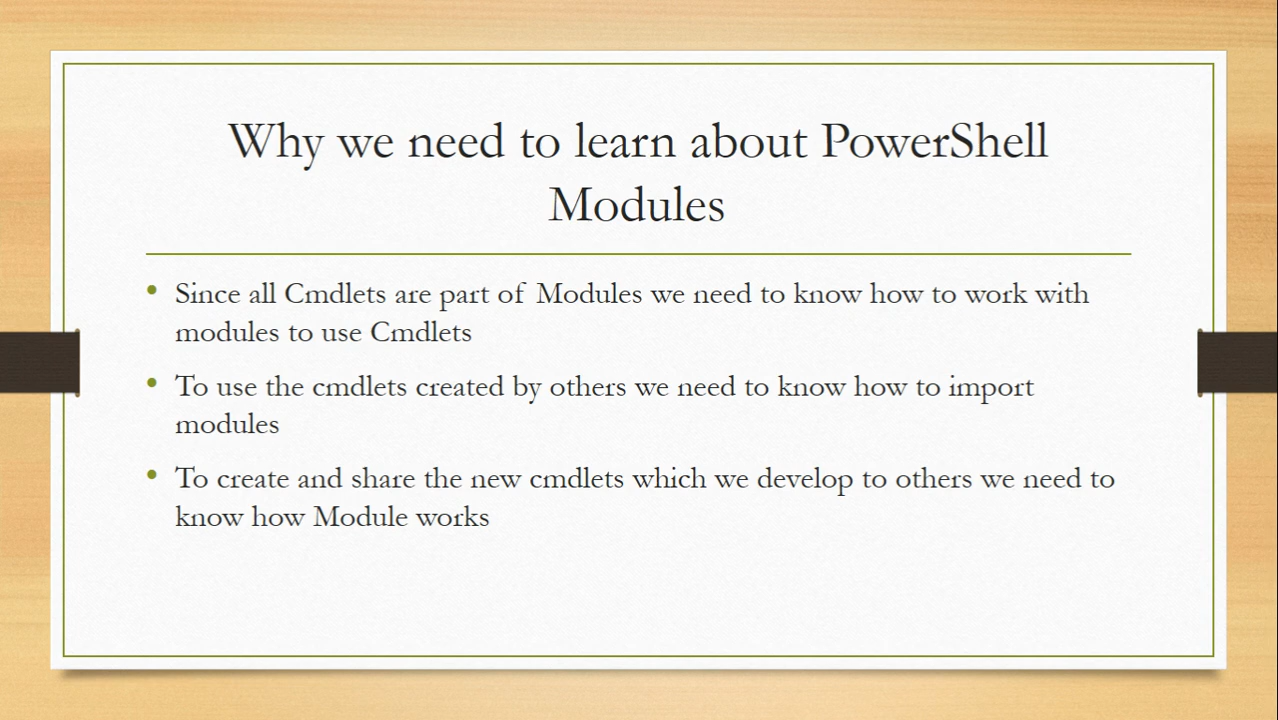 Why we need to learn about PowerShell
Modules
• Since all Cmdlets are part of Modules we need to know how to work with
modules to use Cmdlets
• To use the cmdlets created by others we need to know how to import
modules
• To create and share the new cmdlets which we develop to others we need to
know how Module works